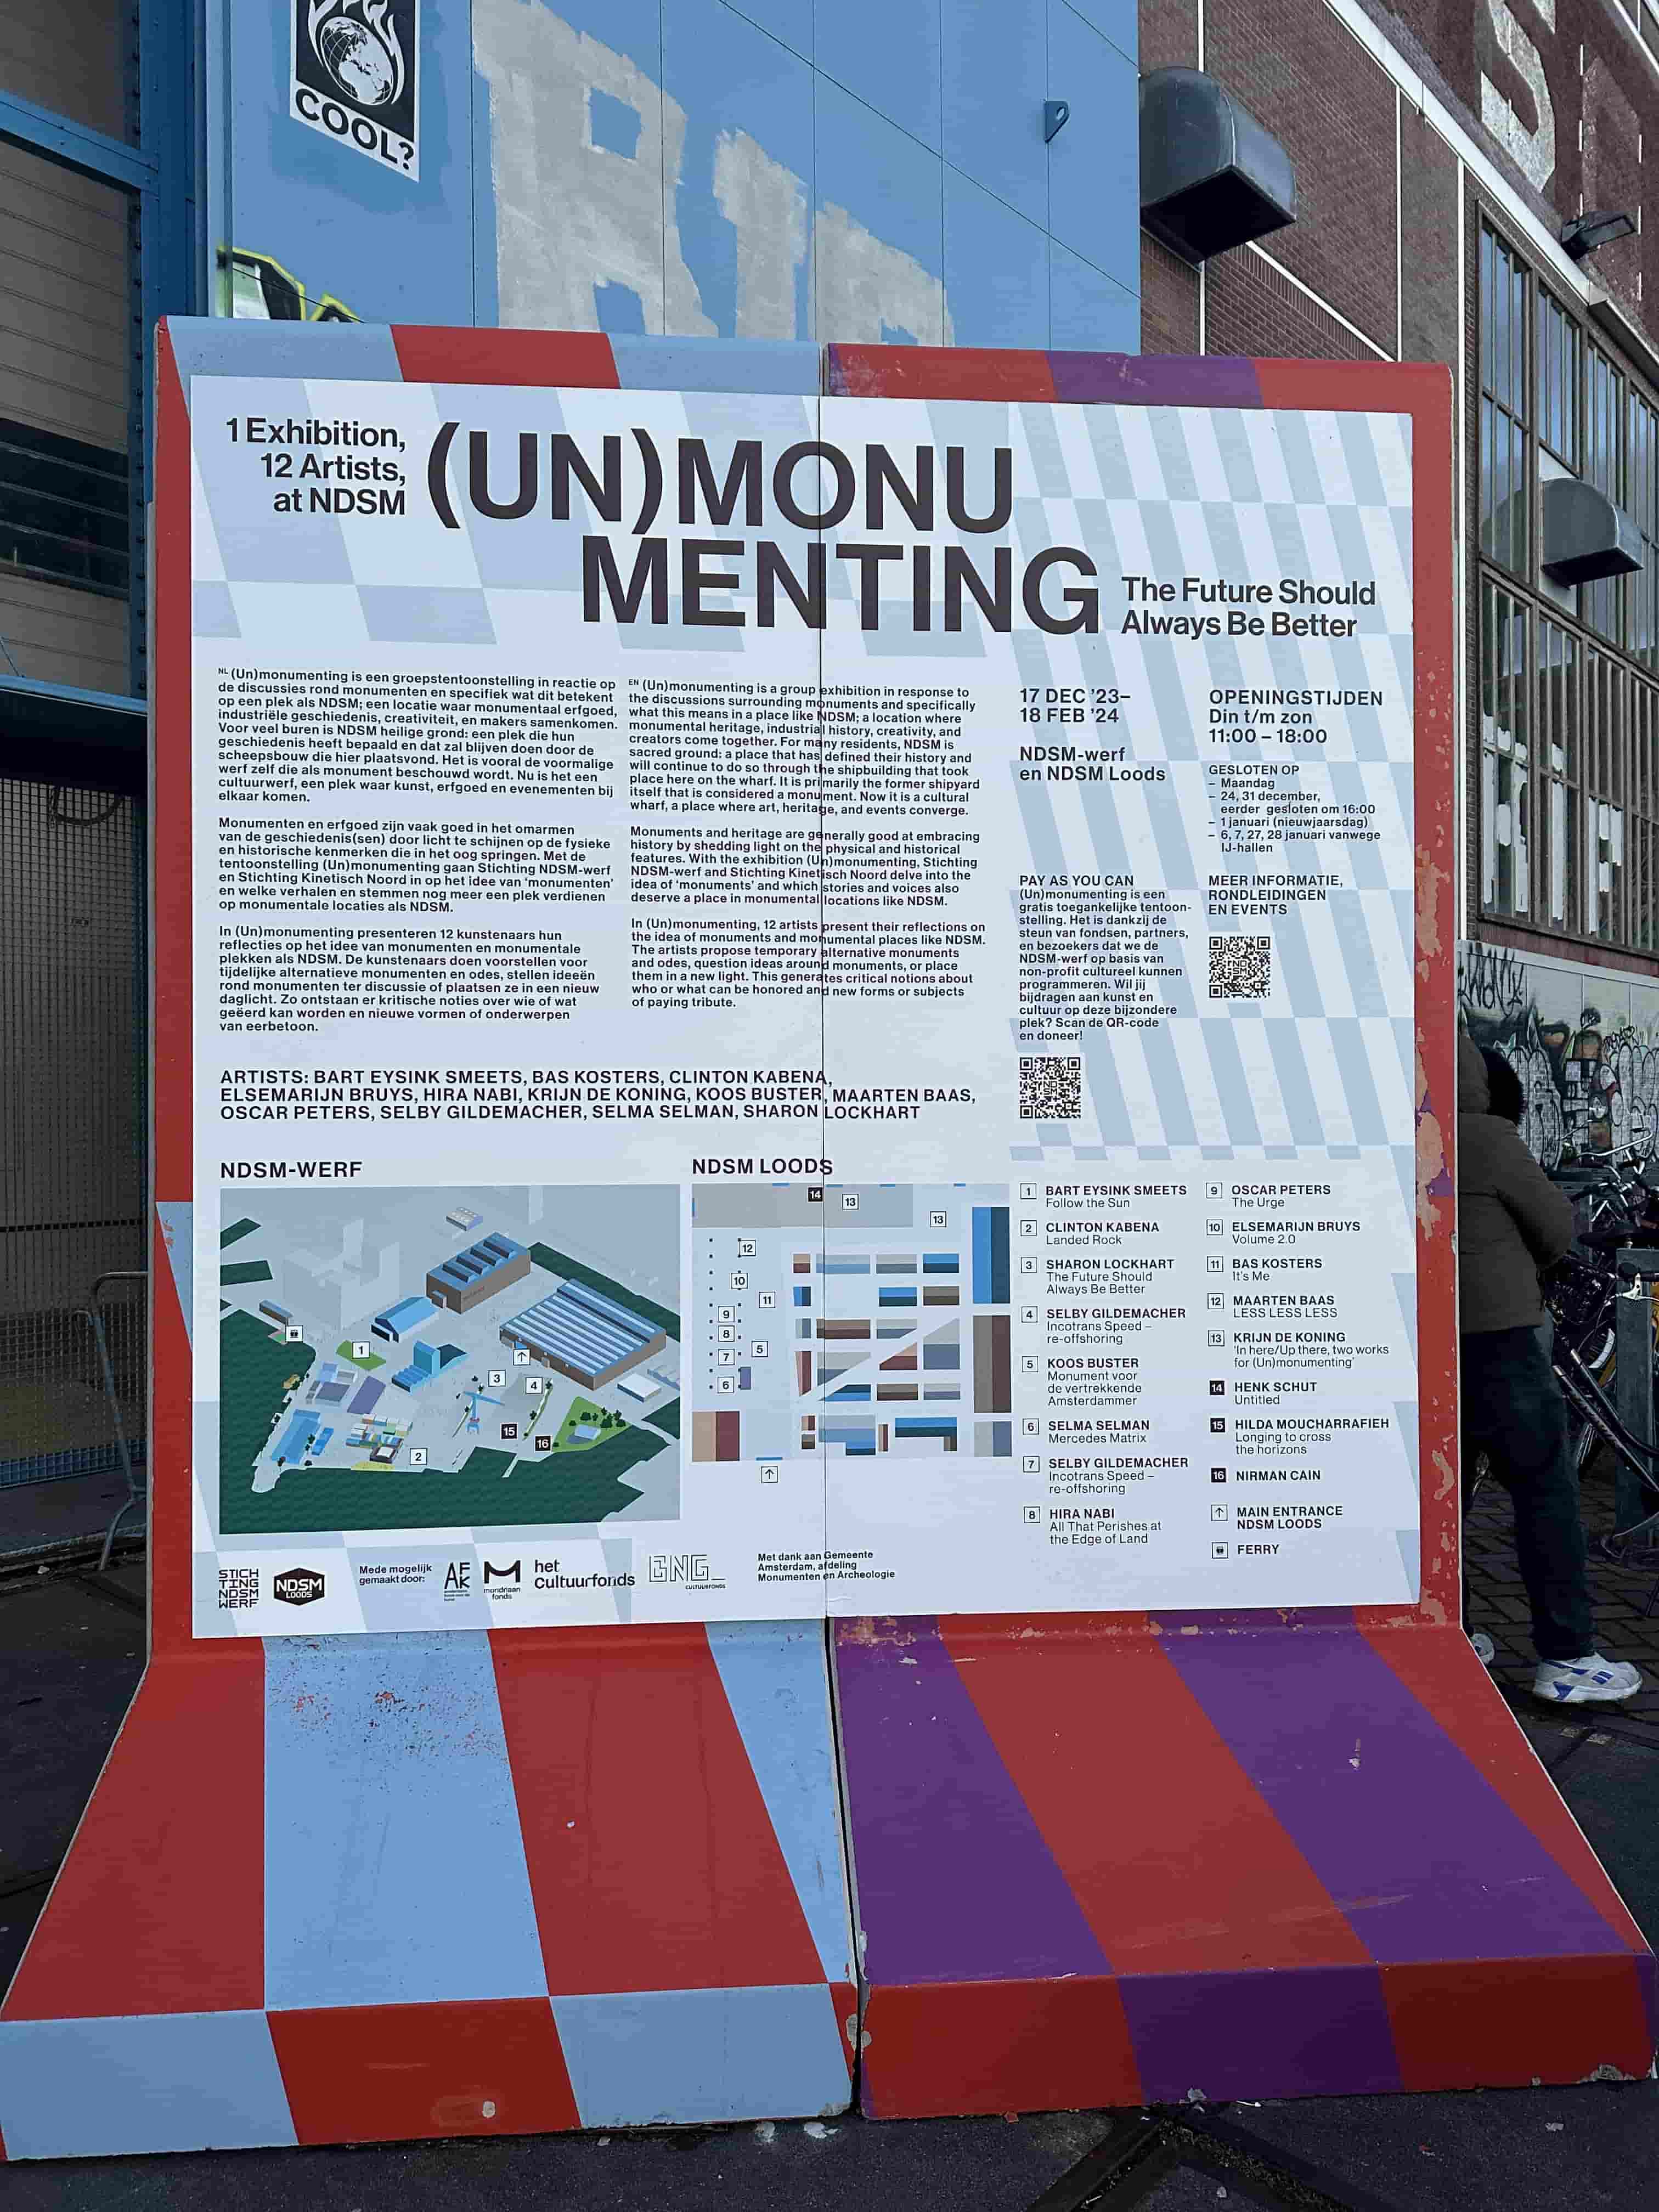 COOL?
1 Exhibition,
12 Artists,
at NDSM
(UN)MONU
MENTING
The Future Should
Always Be Better
NL (Un)monumenting is een groepstentoonstelling in reactie op
de discussies rond monumenten en specifiek wat dit betekent
op een plek als NDSM; een locatie waar monumentaal erfgoed,
industriële geschiedenis, creativiteit, en makers samenkomen.
Voor veel buren is NDSM heilige grond: een plek die hun
geschiedenis heeft bepaald en dat zal blijven doen door de
scheepsbouw die hier plaatsvond. Het is vooral de voormalige
werf zelf die als monument beschouwd wordt. Nu is het een
cultuurwerf, een plek waar kunst, erfgoed en evenementen bij
elkaar komen.
Monumenten en erfgoed zijn vaak goed in het omarmen
van de geschiedenis(sen) door licht te schijnen op de fysieke
en historische kenmerken die in het oog springen. Met de
tentoonstelling (Un)monumenting gaan Stichting NDSM-werf
en Stichting Kinetisch Noord in op het idee van 'monumenten'
en welke verhalen en stemmen nog meer een plek verdienen
op monumentale locaties als NDSM.
In (Un)monumenting presenteren 12 kunstenaars hun
reflecties op het idee van monumenten en monumentale
plekken als NDSM. De kunstenaars doen voorstellen voor
tijdelijke alternatieve monumenten en odes, stellen ideeën
rond monumenten ter discussie of plaatsen ze in een nieuw
daglicht. Zo ontstaan er kritische noties over wie of wat
geëerd kan worden en nieuwe vormen of onderwerpen
van eerbetoon.
EN (Un)monumenting is a group exhibition in response to
the discussions surrounding monuments and specifically
what this means in a place like NDSM; a location where
monumental heritage, industrial history, creativity, and
creators come together. For many residents, NDSM is
sacred ground: a place that has defined their history and
will continue to do so through the shipbuilding that took
place here on the wharf. It is primarily the former shipyard
itself that is considered a monument. Now it is a cultural
wharf, a place where art, heritage, and events converge.
Monuments and heritage are generally good at embracing
history by shedding light on the physical and historical
features. With the exhibition (Un)monumenting, Stichting
NDSM-werf and Stichting Kinetisch Noord delve into the
idea of 'monuments' and which stories and voices also
deserve a place in monumental locations like NDSM.
In (Un)monumenting, 12 artists present their reflections on
the idea of monuments and monumental places like NDSM.
The artists propose temporary alternative monuments
and odes, question ideas around monuments, or place
them in a new light. This generates critical notions about
who or what can be honored and new forms or subjects
of paying tribute.
17 DEC '23–
18 FEB '24
NDSM-werf
en NDSM Loods
OPENINGSTIJDEN
Din t/m zon
11:00 – 18:00
GESLOTEN OP
– Maandag
– 24, 31 december,
eerder gesloten om 16:00
– 1 januari (nieuwjaarsdag)
– 6, 7, 27, 28 januari vanwege
IJ-hallen
PAY AS YOU CAN
(Un)monumenting is een
gratis toegankelijke tentoon-
stelling. Het is dankzij de
steun van fondsen, partners,
en bezoekers dat we de
NDSM-werf op basis van
non-profit cultureel kunnen
programmeren. Wil jij
bijdragen aan kunst en
cultuur op deze bijzondere
plek? Scan de QR-code
en doneer!
MEER INFORMATIE,
RONDLEIDINGEN
EN EVENTS
ARTISTS: BART EYSINK SMEETS, BAS KOSTERS, CLINTON KABENA,
ELSEMARIJN BRUYS, HIRA NABI, KRIJN DE KONING, KOOS BUSTER, MAARTEN BAAS,
OSCAR PETERS, SELBY GILDEMACHER, SELMA SELMAN, SHARON LOCKHART
NDSM-WERF
1
3
4
15
16
2
NDSM LOODS
14
13
13
12
10
11
9
8
5
7
6
1 BART EYSINK SMEETS
Follow the Sun
2 CLINTON KABENA
Landed Rock
3 SHARON LOCKHART
The Future Should
Always Be Better
4 SELBY GILDEMACHER
Incotrans Speed –
re-offshoring
5 KOOS BUSTER
Monument voor
de vertrekkende
Amsterdammer
6 SELMA SELMAN
Mercedes Matrix
7 SELBY GILDEMACHER
Incotrans Speed –
re-offshoring
8 HIRA NABI
All That Perishes at
the Edge of Land
9 OSCAR PETERS
The Urge
10 ELSEMARIJN BRUYS
Volume 2.0
11 BAS KOSTERS
It's Me
12 MAARTEN BAAS
LESS LESS LESS
13 KRIJN DE KONING
'In here/Up there, two works
for (Un)monumenting'
14 HENK SCHUT
Untitled
15 HILDA MOUCHARRAFIEH
Longing to cross
the horizons
16 NIRMAN CAIN
↑ MAIN ENTRANCE
NDSM LOODS
FERRY
STICH
TING
NDSM
WERF
NDSM
LOODS
Mede mogelijk
gemaakt door:
AF
K
mondriaan
fonds
het
cultuurfonds
BNG
CULTUURFONDS
Met dank aan Gemeente
Amsterdam, afdeling
Monumenten en Archeologie